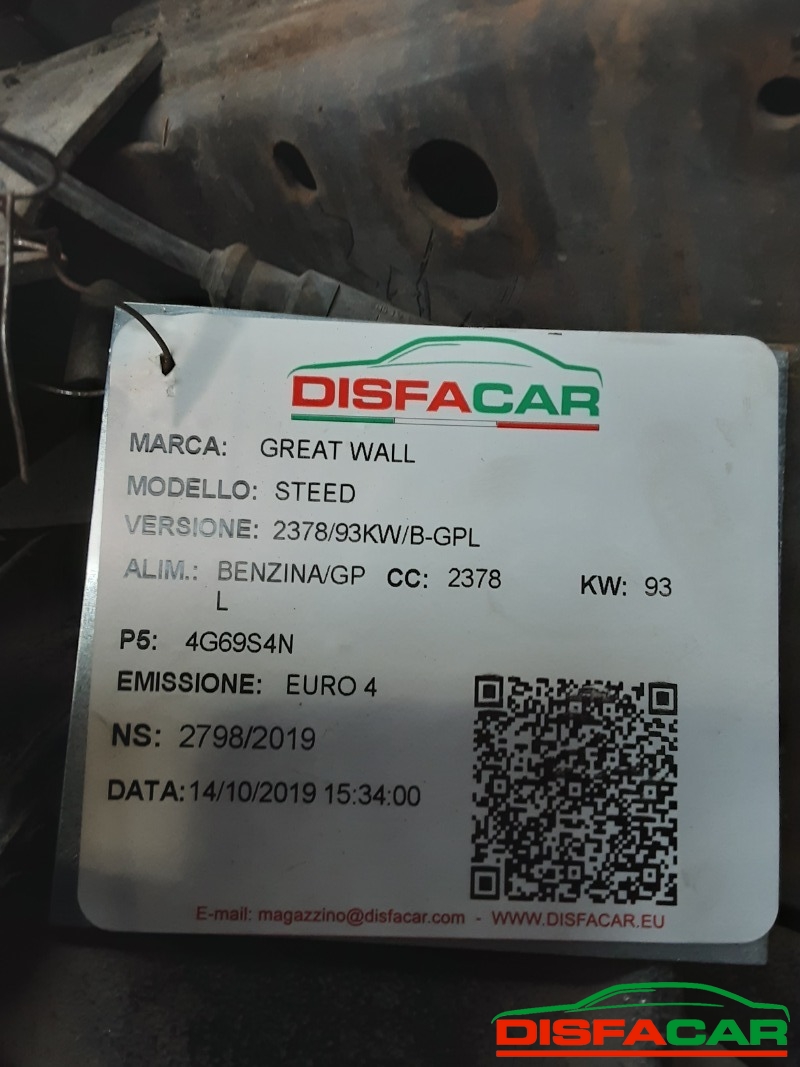 DISFACAR
MARCA: GREAT WALL
MODELLO: STEED
VERSIONE: 2378/93KW/B-GPL
ALIM.: BENZINA/GP CC: 2378 KW: 93
L
P5: 4G69S4N
EMISSIONE: EURO 4
NS: 2798/2019
DATA:14/10/2019 15:34:00
E-mail: magazzino@disfacar.com - WWW.DISFACAR.EU
DISFACAR